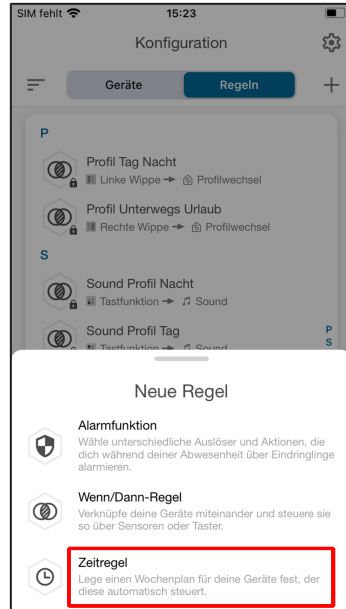 SIM fehlt 15:23
Konfiguration
Geräte Regeln
P
Profil Tag Nacht
Linke Wippe Profilwechsel
Profil Unterwegs Urlaub
Rechte Wippe Profilwechsel
S
Sound Profil Nacht
Tastfunktion Sound
Sound Profil Tag
Tastfunktion Sound
P
S
Neue Regel
Alarmfunktion
Wähle unterschiedliche Auslöser und Aktionen, die
dich während deiner Abwesenheit über Eindringlinge
alarmieren.
Wenn/Dann-Regel
Verknüpfe deine Geräte miteinander und steuere sie
so über Sensoren oder Taster.
Zeitregel
Lege einen Wochenplan für deine Geräte fest, der
diese automatisch steuert.